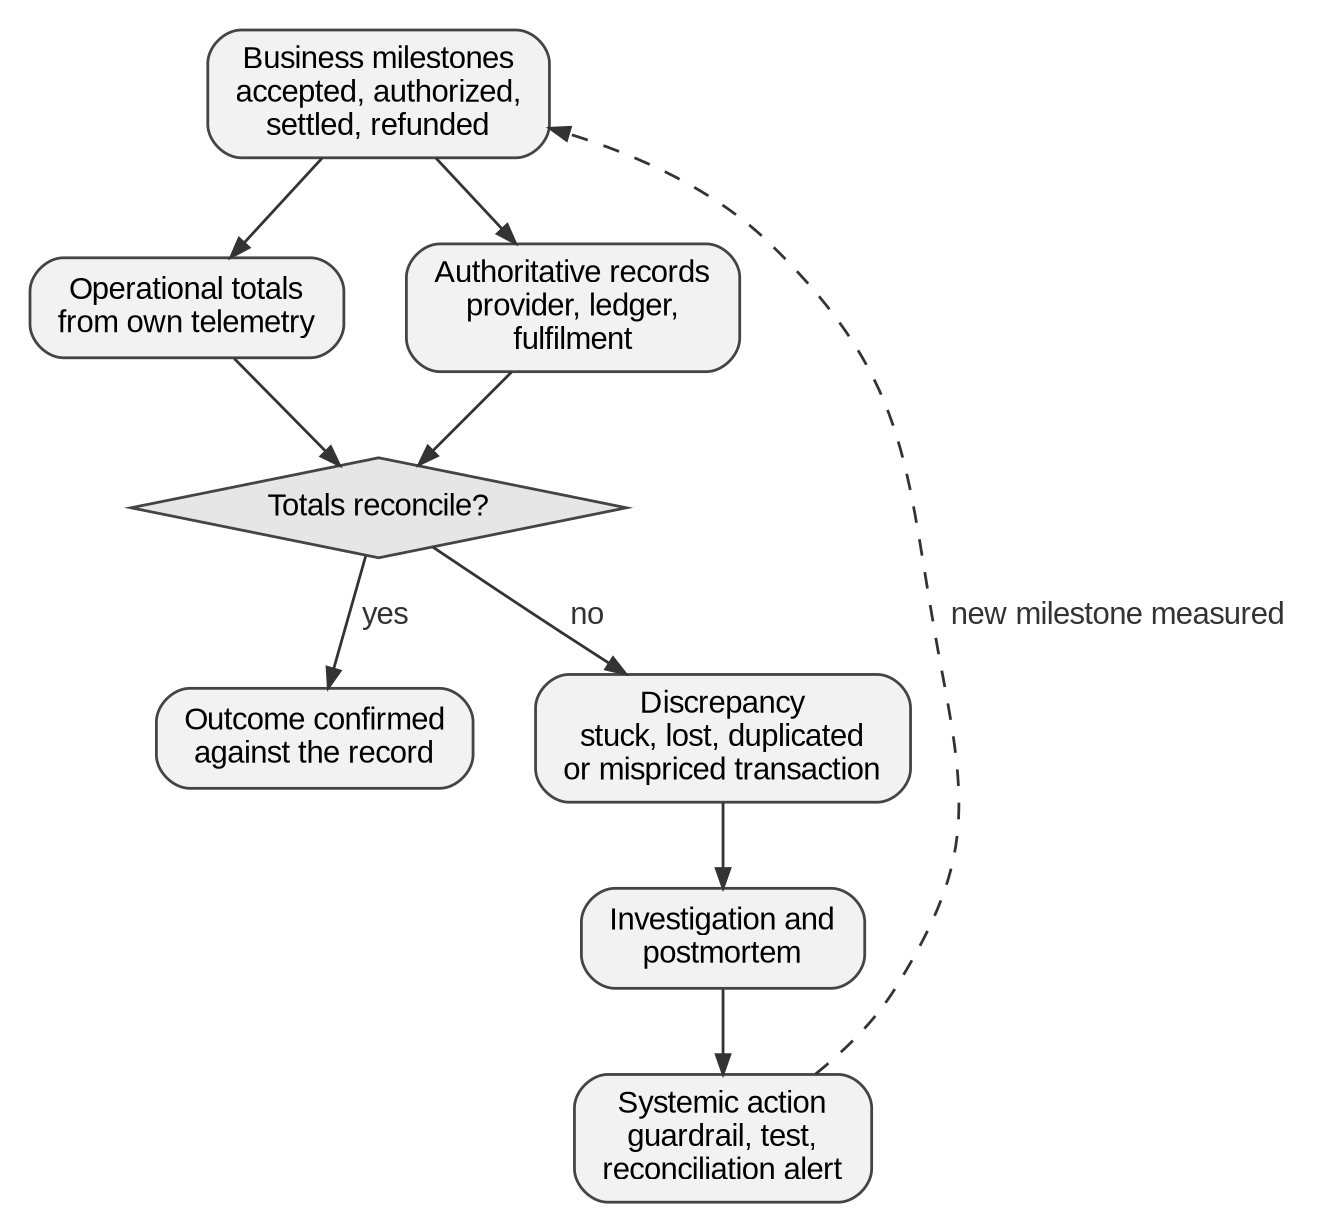 Business milestones
accepted, authorized,
settled, refunded
Operational totals
from own telemetry
Authoritative records
provider, ledger,
fulfilment
Totals reconcile?
yes
no
new milestone measured
Outcome confirmed
against the record
Discrepancy
stuck, lost, duplicated
or mispriced transaction
Investigation and
postmortem
Systemic action
guardrail, test,
reconciliation alert